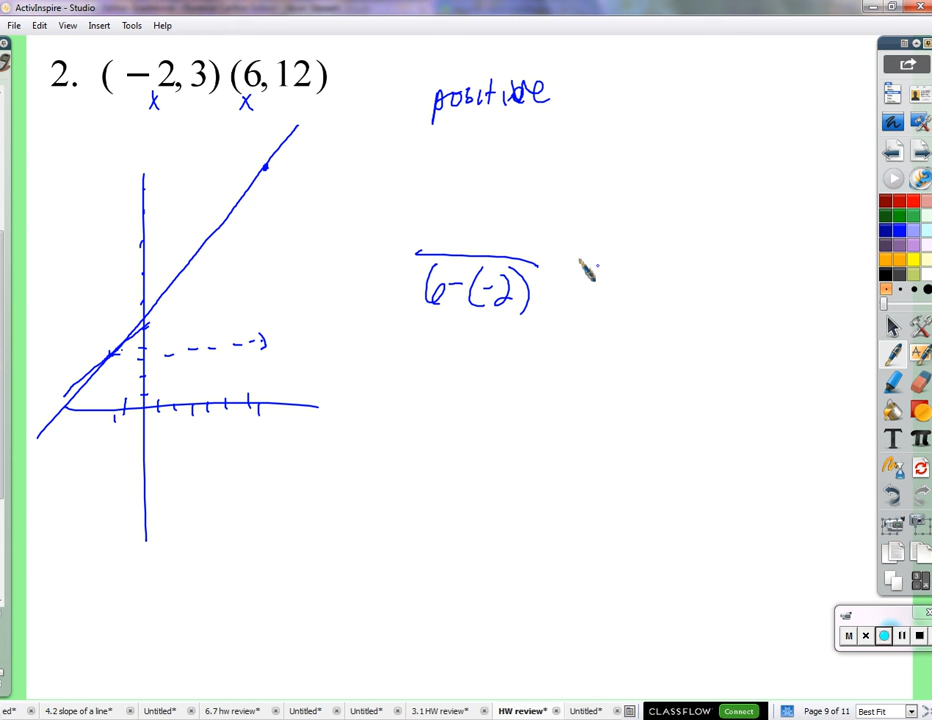 ActivInspire - Studio
File Edit View Insert Tools Help
2. ( −2, 3) (6, 12)
x x
positive
6-(-2)
M
ed* 4.2 slope of a line* Untitled* 6.7 hw review* Untitled* Untitled* 3.1 HW review* HW review* Untitled* CLASSFLOW Connect Page 9 of 11 Best Fit